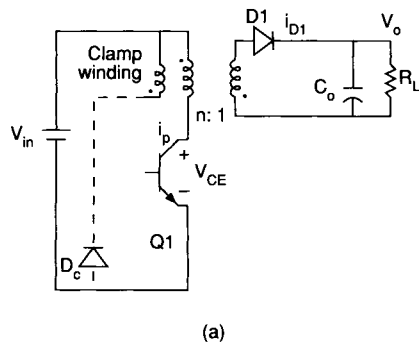 D1
i_D1
V_o
Clamp
winding
n: 1
C_o
R_L
V_in
i_p
+
V_CE
−
Q1
D_c
(a)